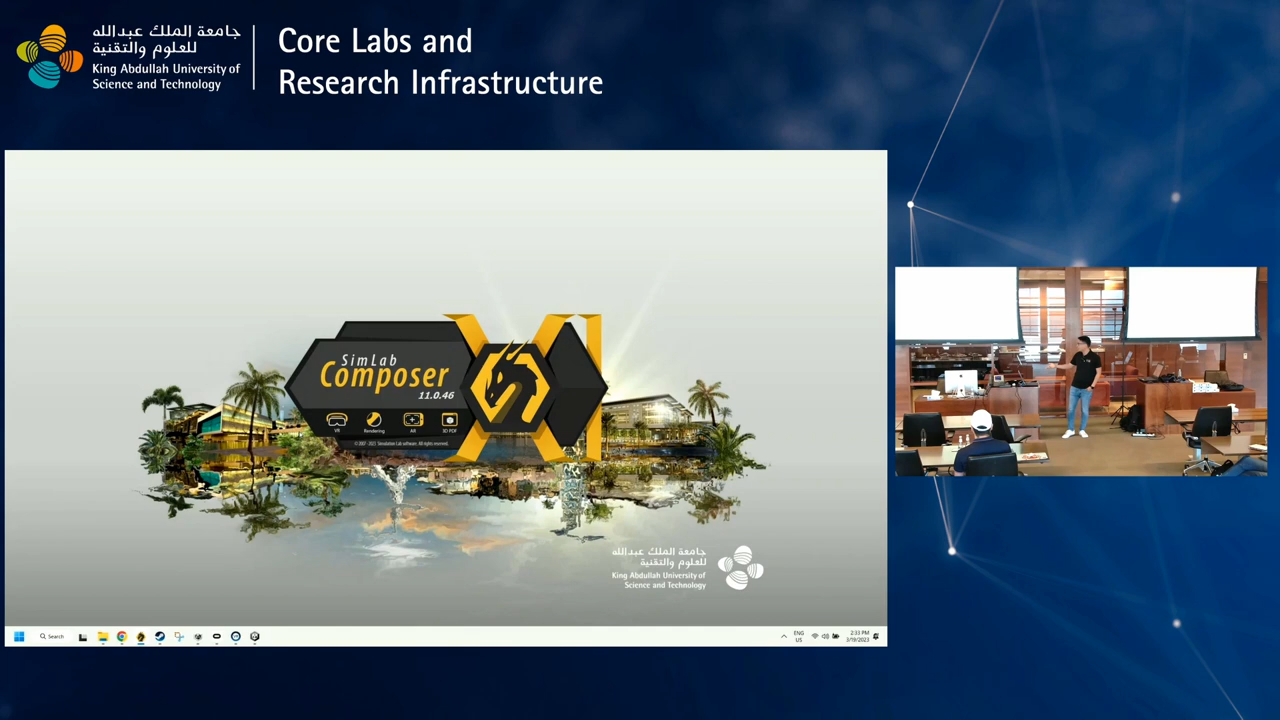 جامعة الملك عبدالله
للعلوم والتقنية
King Abdullah University of
Science and Technology
Core Labs and
Research Infrastructure
SimLab
Composer
11.0.46
VR
Rendering
AR
3D PDF
© 2007 - 2021 Simulation Lab software. All rights reserved.
جامعة الملك عبدالله
للعلوم والتقنية
King Abdullah University of
Science and Technology
Search
ENG
US
2:33 PM
3/19/2023